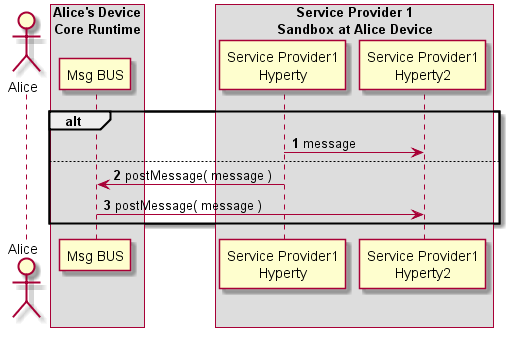 Alice's Device
Core Runtime
Service Provider 1
Sandbox at Alice Device
Alice
Msg BUS
Service Provider1
Hyperty
Service Provider1
Hyperty2
alt
1 message
2 postMessage( message )
3 postMessage( message )
Alice
Msg BUS
Service Provider1
Hyperty
Service Provider1
Hyperty2